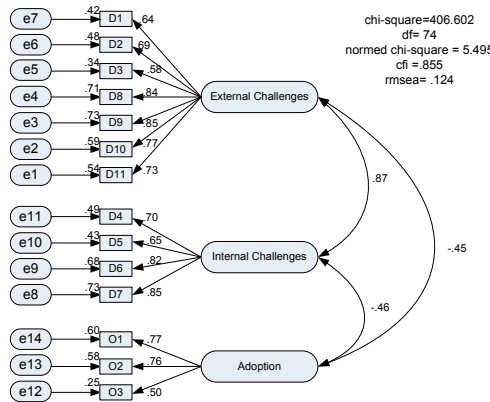 chi-square=406.602
df= 74
normed chi-square = 5.495
cfi =.855
rmsea= .124
e7 .42 D1 .64
e6 .48 D2 .69
e5 .34 D3 .58
e4 .71 D8 .84
e3 .73 D9 .85
e2 .59 D10 .77
e1 .54 D11 .73
External Challenges
.87
-.45
e11 .49 D4 .70
e10 .43 D5 .65
e9 .68 D6 .82
e8 .73 D7 .85
Internal Challenges
-.46
e14 .60 O1 .77
e13 .58 O2 .76
e12 .25 O3 .50
Adoption